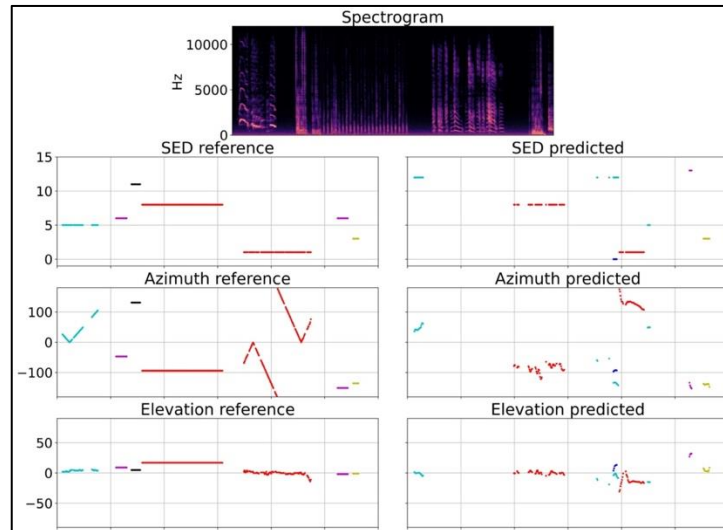 Spectrogram
10000
5000
0
Hz
SED reference
SED predicted
15
10
5
0
Azimuth reference
Azimuth predicted
100
0
−100
Elevation reference
Elevation predicted
50
0
−50